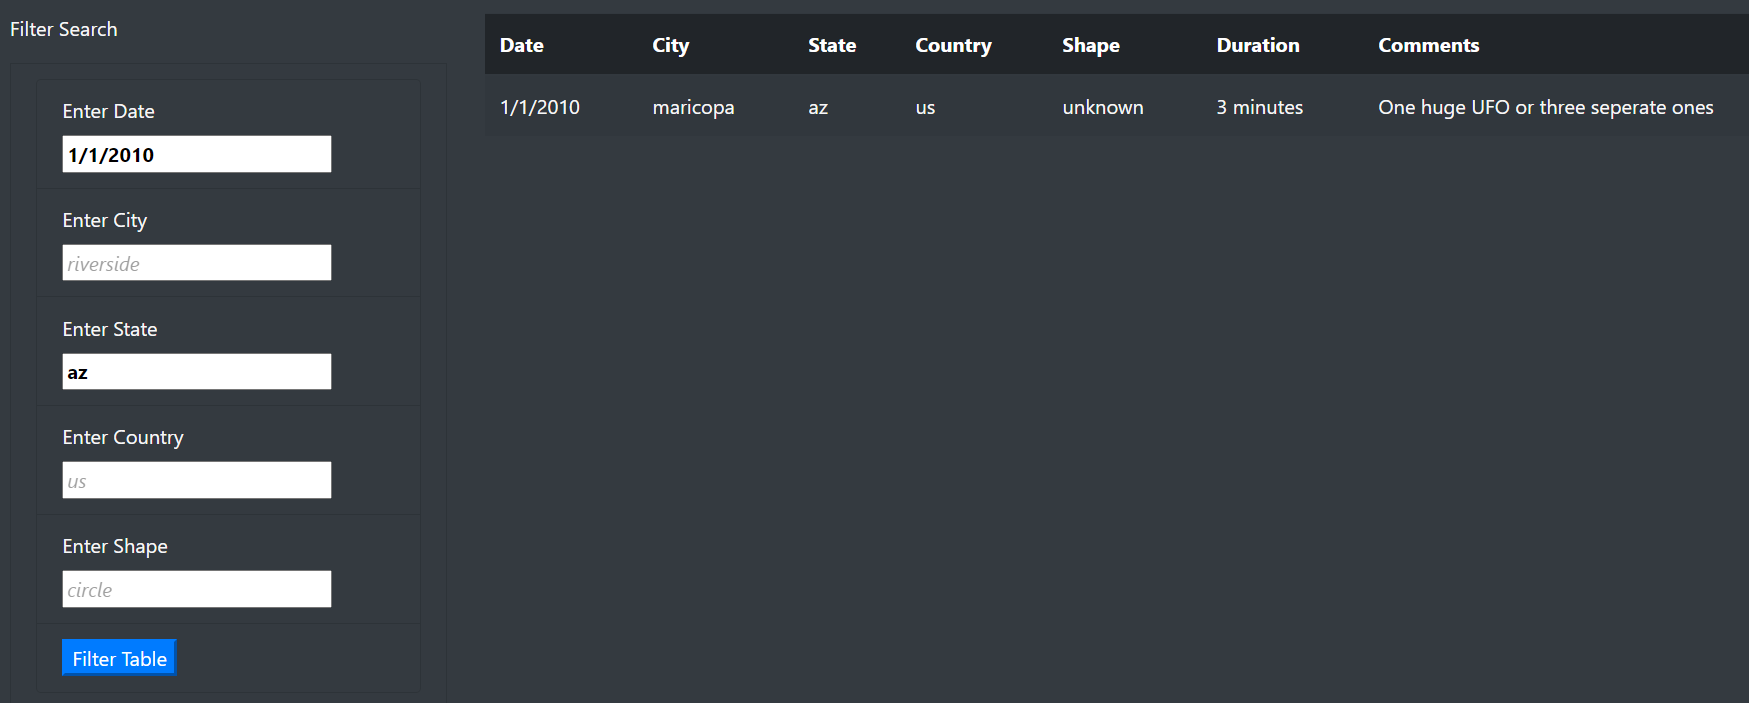 Filter Search
Enter Date
1/1/2010
Enter City
riverside
Enter State
az
Enter Country
us
Enter Shape
circle
Filter Table
Date City State Country Shape Duration Comments
1/1/2010 maricopa az us unknown 3 minutes One huge UFO or three seperate ones